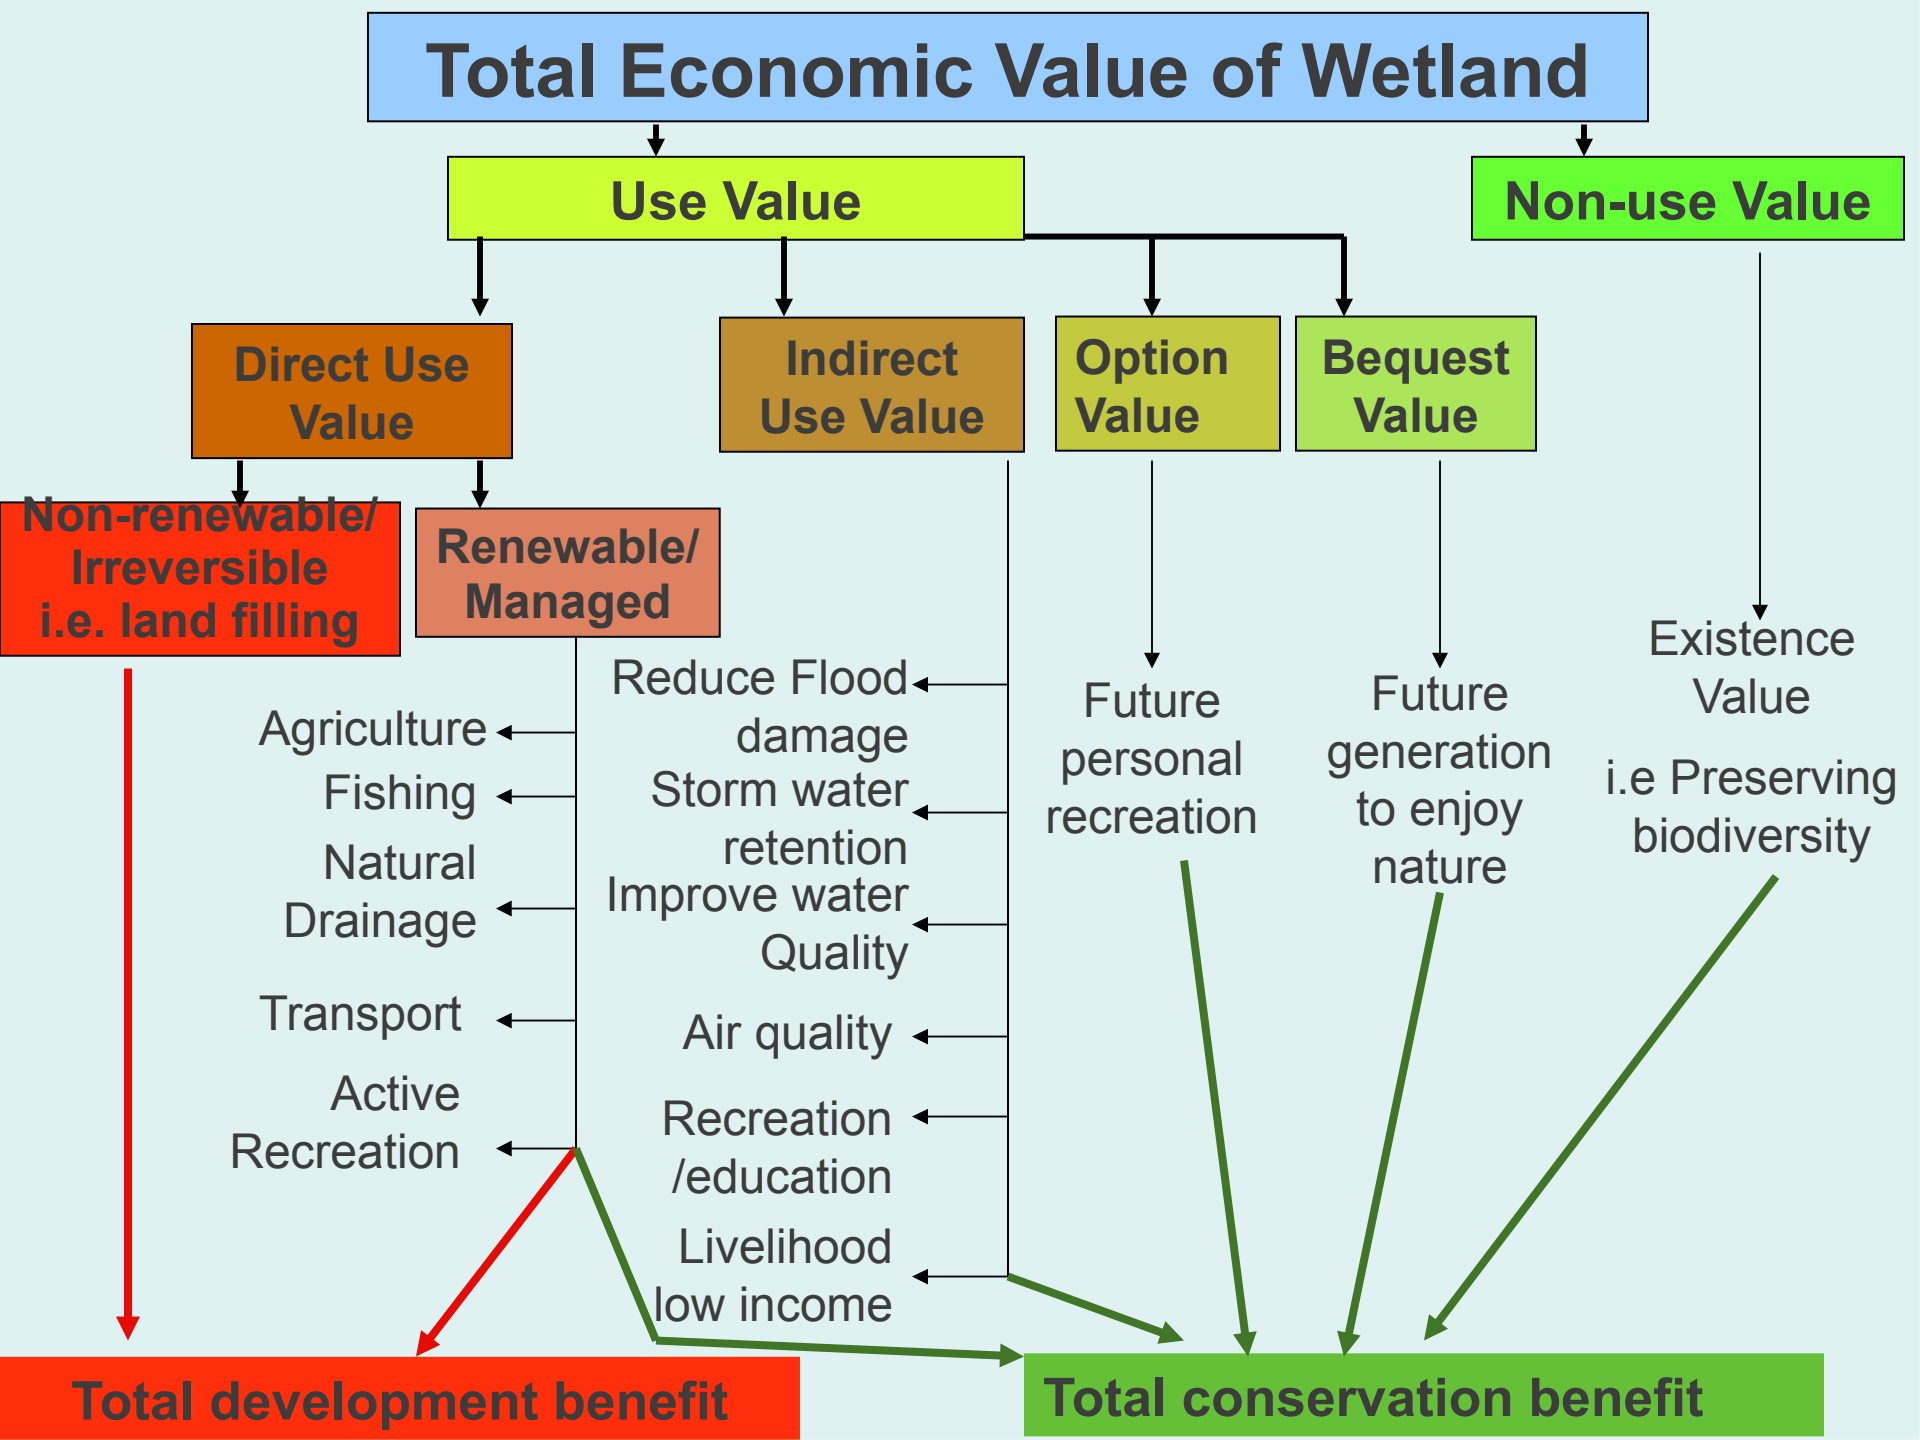 Total Economic Value of Wetland
Use Value
Non-use Value
Direct Use
Value
Indirect
Use Value
Option
Value
Bequest
Value
Non-renewable/
Irreversible
i.e. land filling
Renewable/
Managed
Agriculture
Fishing
Natural
Drainage
Transport
Active
Recreation
Reduce Flood
damage
Storm water
retention
Improve water
Quality
Air quality
Recreation
/education
Livelihood
low income
Future
personal
recreation
Future
generation
to enjoy
nature
Existence
Value
i.e Preserving
biodiversity
Total development benefit
Total conservation benefit